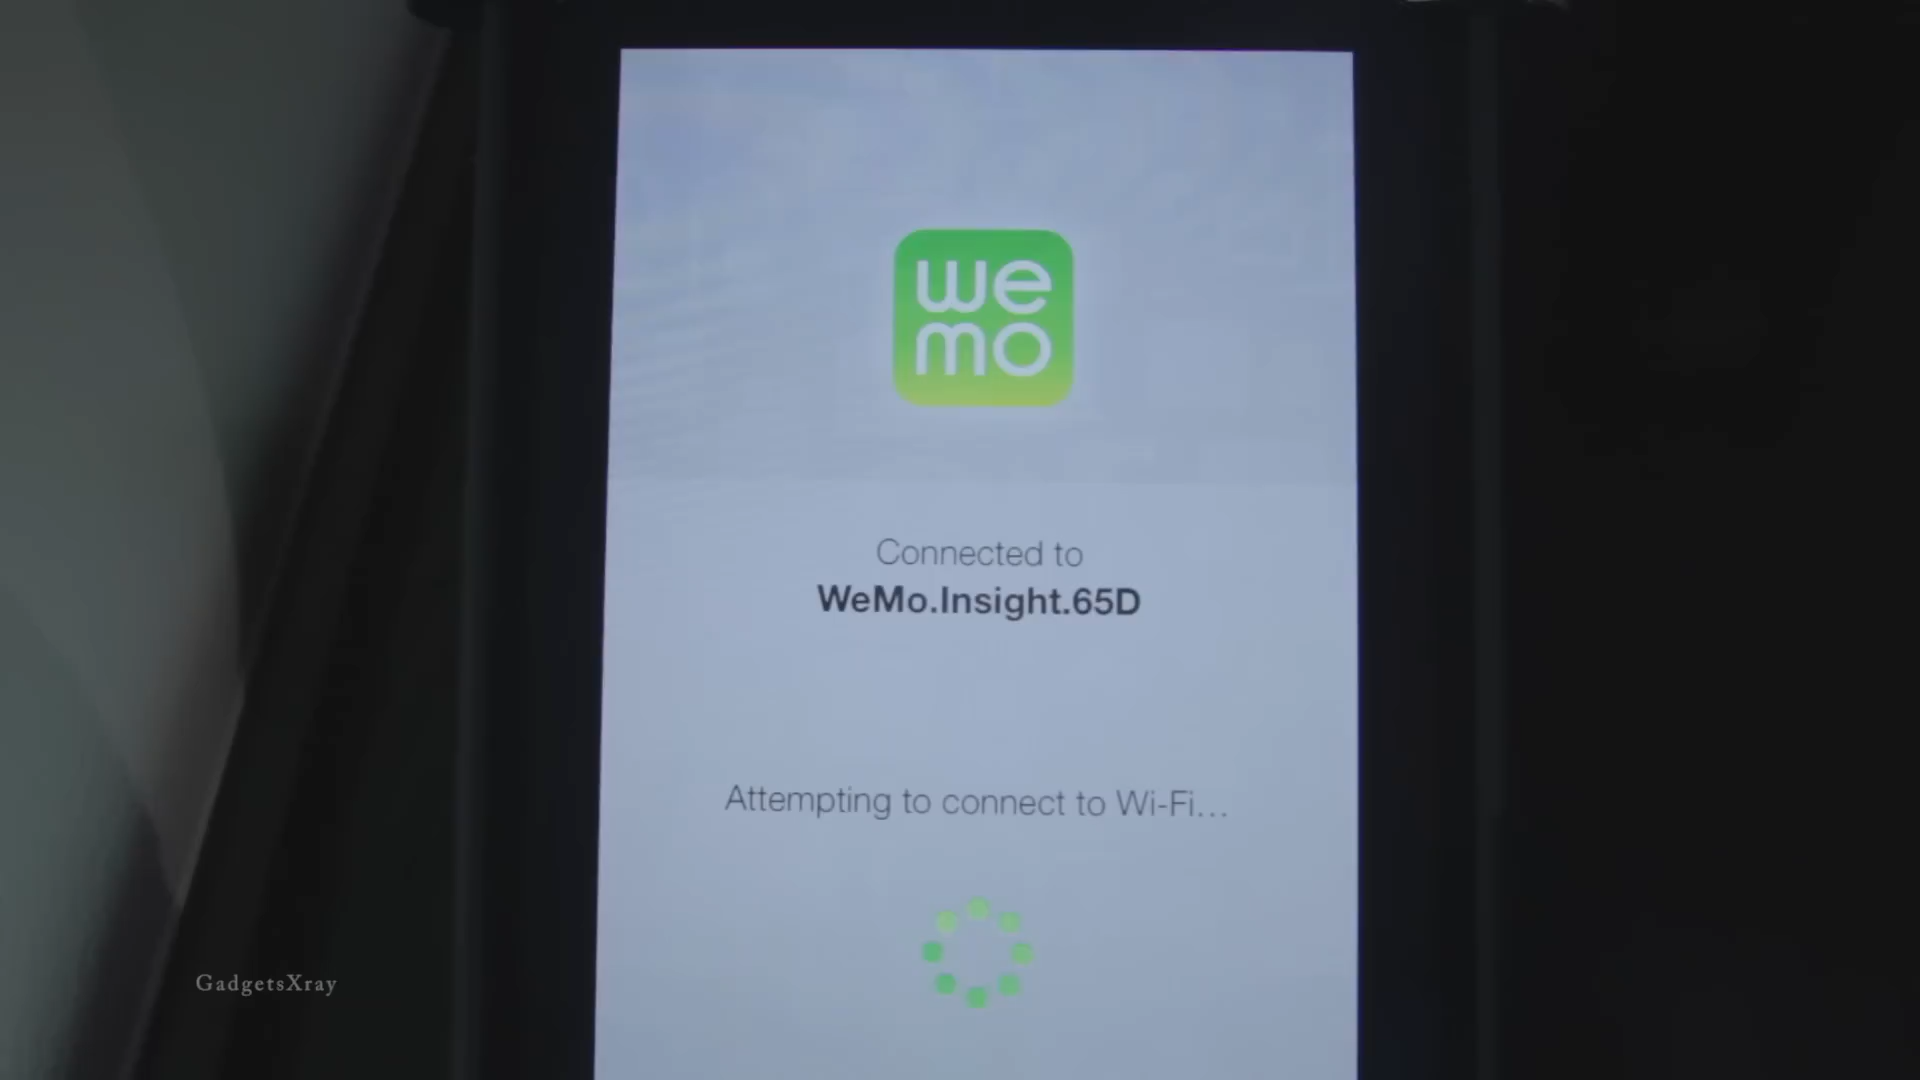 we
mo
Connected to
WeMo.Insight.65D
Attempting to connect to Wi-Fi...
GadgetsXray